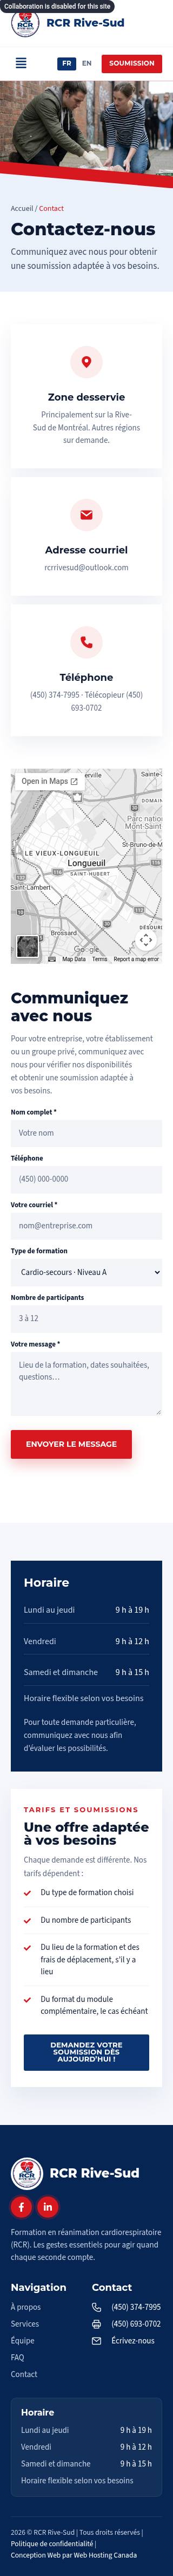 Collaboration is disabled for this site
RCR Rive-Sud
FR EN SOUMISSION
Accueil / Contact
Contactez-nous
Communiquez avec nous pour obtenir
une soumission adaptée à vos besoins.
Zone desservie
Principalement sur la Rive-
Sud de Montréal. Autres régions
sur demande.
Adresse courriel
rcrrivesud@outlook.com
Téléphone
(450) 374-7995 · Télécopieur (450)
693-0702
Open in Maps
LE VIEUX-LONGUEUIL
Longueuil
SAINT-HUBERT
Saint-Lambert
Brossard
Google
Map Data Terms Report a map error
Communiquez
avec nous
Pour votre entreprise, votre établissement
ou un groupe privé, communiquez avec
nous pour vérifier nos disponibilités
et obtenir une soumission adaptée à
vos besoins.
Nom complet *
Votre nom
Téléphone
(450) 000-0000
Votre courriel *
nom@entreprise.com
Type de formation
Cardio-secours · Niveau A
Nombre de participants
3 à 12
Votre message *
Lieu de la formation, dates souhaitées,
questions…
ENVOYER LE MESSAGE
Horaire
Lundi au jeudi 9 h à 19 h
Vendredi 9 h à 12 h
Samedi et dimanche 9 h à 15 h
Horaire flexible selon vos besoins
Pour toute demande particulière,
communiquez avec nous afin
d'évaluer les possibilités.
TARIFS ET SOUMISSIONS
Une offre adaptée
à vos besoins
Chaque demande est différente. Nos
tarifs dépendent :
Du type de formation choisi
Du nombre de participants
Du lieu de la formation et des
frais de déplacement, s'il y a
lieu
Du format du module
complémentaire, le cas échéant
DEMANDEZ VOTRE
SOUMISSION DÈS
AUJOURD'HUI !
RCR Rive-Sud
Formation en réanimation cardiorespiratoire
(RCR). Les gestes essentiels pour agir quand
chaque seconde compte.
Navigation
À propos
Services
Équipe
FAQ
Contact
Contact
(450) 374-7995
(450) 693-0702
Écrivez-nous
Horaire
Lundi au jeudi 9 h à 19 h
Vendredi 9 h à 12 h
Samedi et dimanche 9 h à 15 h
Horaire flexible selon vos besoins
2026 © RCR Rive-Sud | Tous droits réservés |
Politique de confidentialité |
Conception Web par Web Hosting Canada